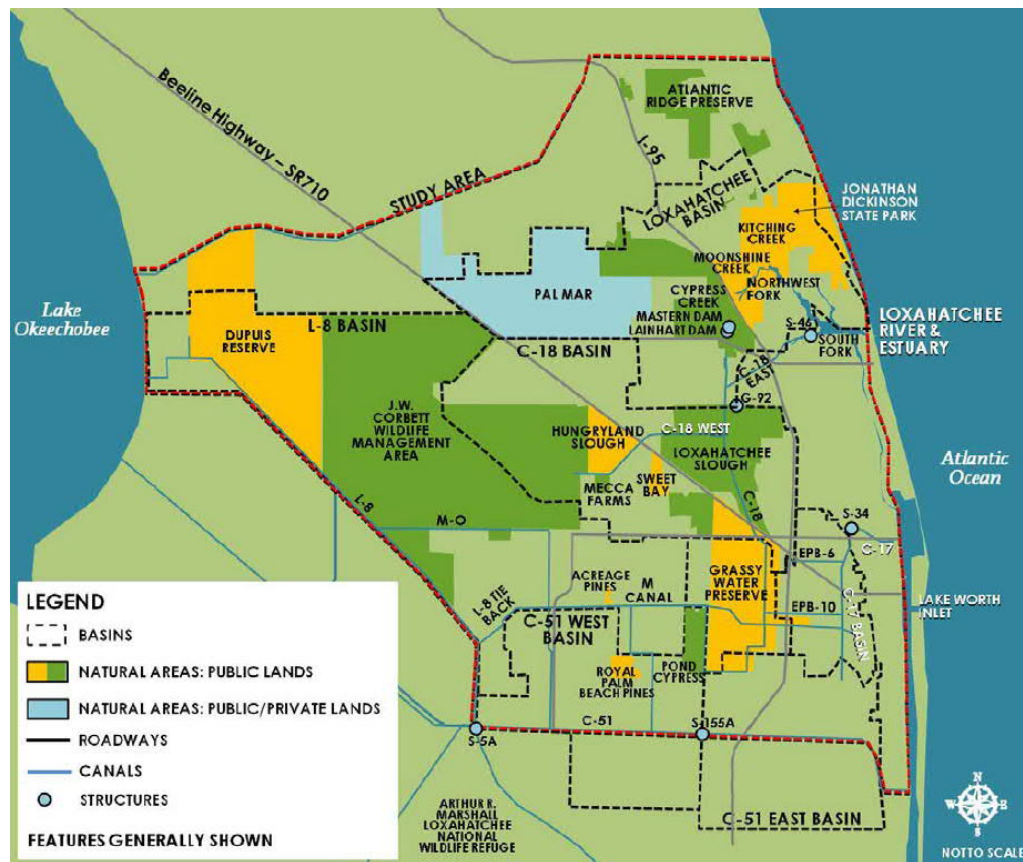 ATLANTIC
RIDGE PRESERVE
Beeline Highway – SR710
I-95
STUDY AREA
LOXAHATCHEE
BASIN
JONATHAN
DICKINSON
STATE PARK
KITCHING
CREEK
MOONSHINE
CREEK
NORTHWEST
FORK
PAL MAR
CYPRESS
CREEK
MASTERN DAM
LAINHART DAM
S-46
SOUTH
FORK
LOXAHATCHEE
RIVER &
ESTUARY
Lake
Okeechobee
DUPUIS
RESERVE
L-8 BASIN
C-18 BASIN
C-18
EAST
G-92
J.W.
CORBETT
WILDLIFE
MANAGEMENT
AREA
HUNGRYLAND
SLOUGH
C-18 WEST
LOXAHATCHEE
SLOUGH
Atlantic
Ocean
MECCA
FARMS
SWEET
BAY
C-18
L-8
M-O
S-34
C-17
EPB-6
GRASSY
WATER
PRESERVE
ACREAGE
PINES
M
CANAL
EPB-10
C-17 BASIN
LAKE WORTH
INLET
L-8 TIE
BACK
C-51 WEST
BASIN
ROYAL
PALM
BEACH PINES
POND
CYPRESS
C-51
S-5A
S-155A
C-51 EAST BASIN
ARTHUR R.
MARSHALL
LOXAHATCHEE
NATIONAL
WILDLIFE REFUGE
LEGEND
BASINS
NATURAL AREAS: PUBLIC LANDS
NATURAL AREAS: PUBLIC/PRIVATE LANDS
ROADWAYS
CANALS
STRUCTURES
FEATURES GENERALLY SHOWN
N
W E
S
NOT TO SCALE